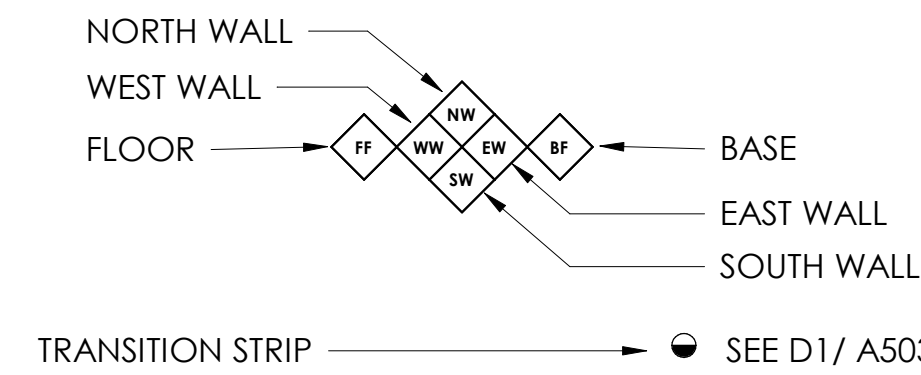 NORTH WALL
WEST WALL
FLOOR
NW
FF WW EW BF
SW
BASE
EAST WALL
SOUTH WALL
TRANSITION STRIP SEE D1/ A503